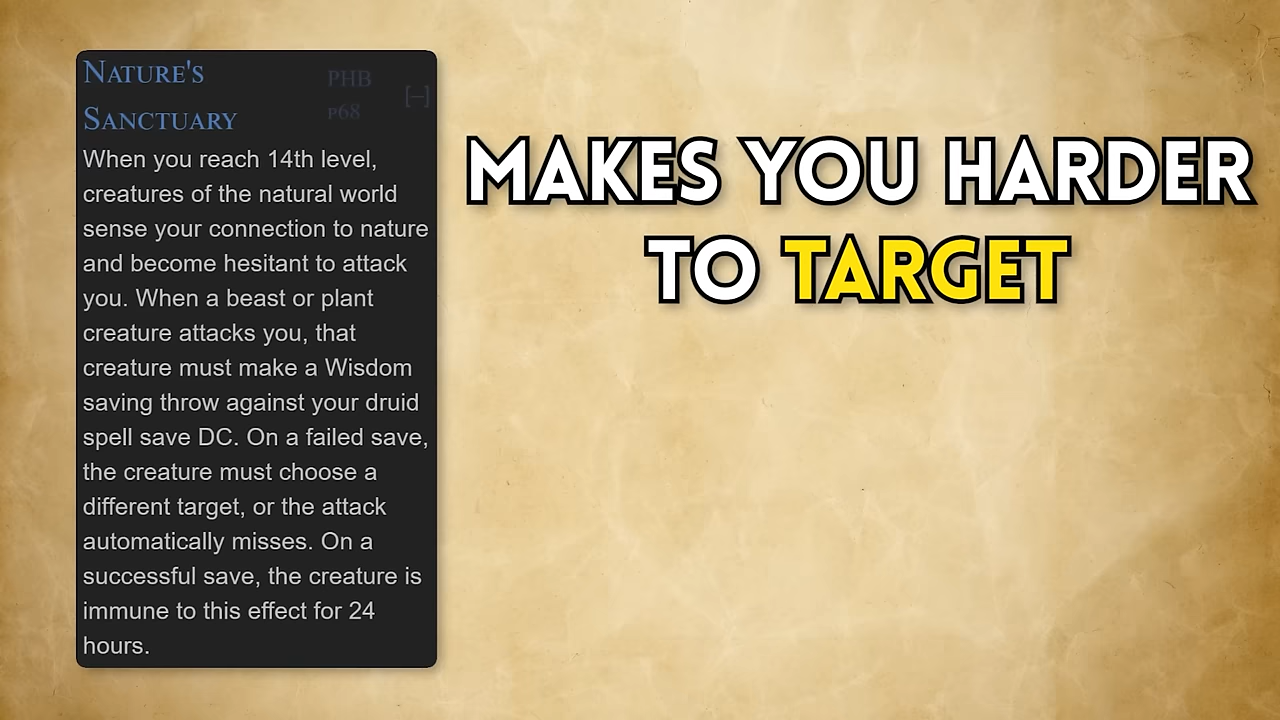 Nature's
Sanctuary
PHB
p68
[–]
When you reach 14th level,
creatures of the natural world
sense your connection to nature
and become hesitant to attack
you. When a beast or plant
creature attacks you, that
creature must make a Wisdom
saving throw against your druid
spell save DC. On a failed save,
the creature must choose a
different target, or the attack
automatically misses. On a
successful save, the creature is
immune to this effect for 24
hours.
MAKES YOU HARDER
TO TARGET